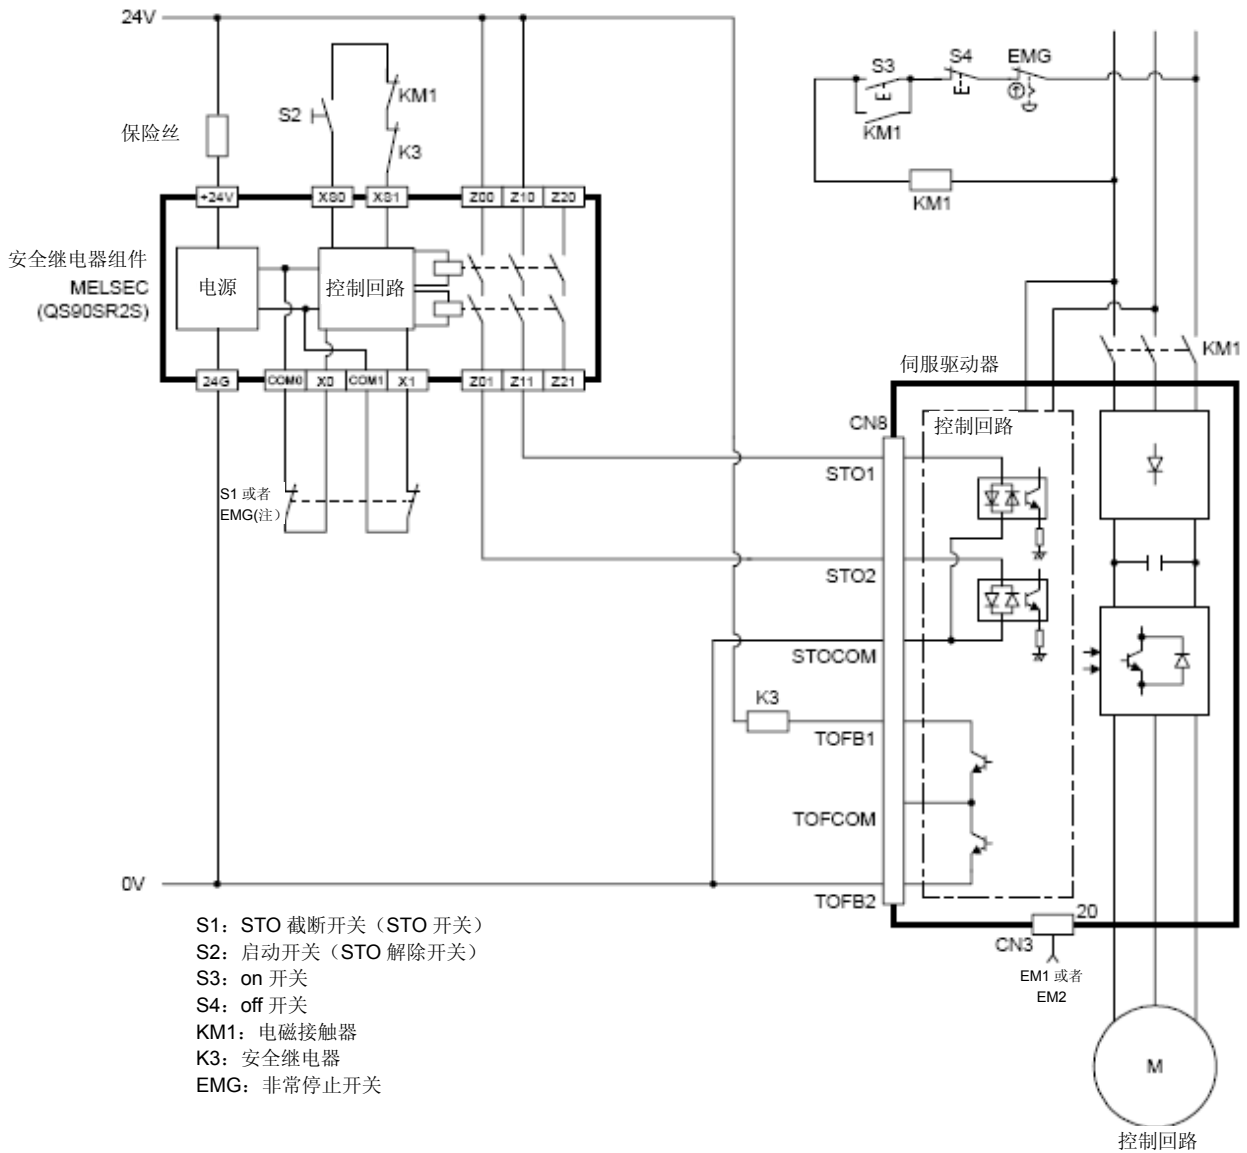 24V
S3
S4
EMG
KM1
S2
保险丝
K3
KM1
KM1
+24V
XS0
XS1
Z00
Z10
Z20
安全继电器组件
MELSEC
(QS90SR2S)
电源
控制回路
KM1
伺服驱动器
24G
COM0
X0
COM1
X1
Z01
Z11
Z21
CN8
控制回路
STO1
S1 或者
EMG(注)
STO2
STOCOM
K3
TOFB1
TOFCOM
0V
TOFB2
20
CN3
EM1 或者
EM2
S1：STO 截断开关（STO 开关）
S2：启动开关（STO 解除开关）
S3：on 开关
S4：off 开关
KM1：电磁接触器
K3：安全继电器
EMG：非常停止开关
M
控制回路